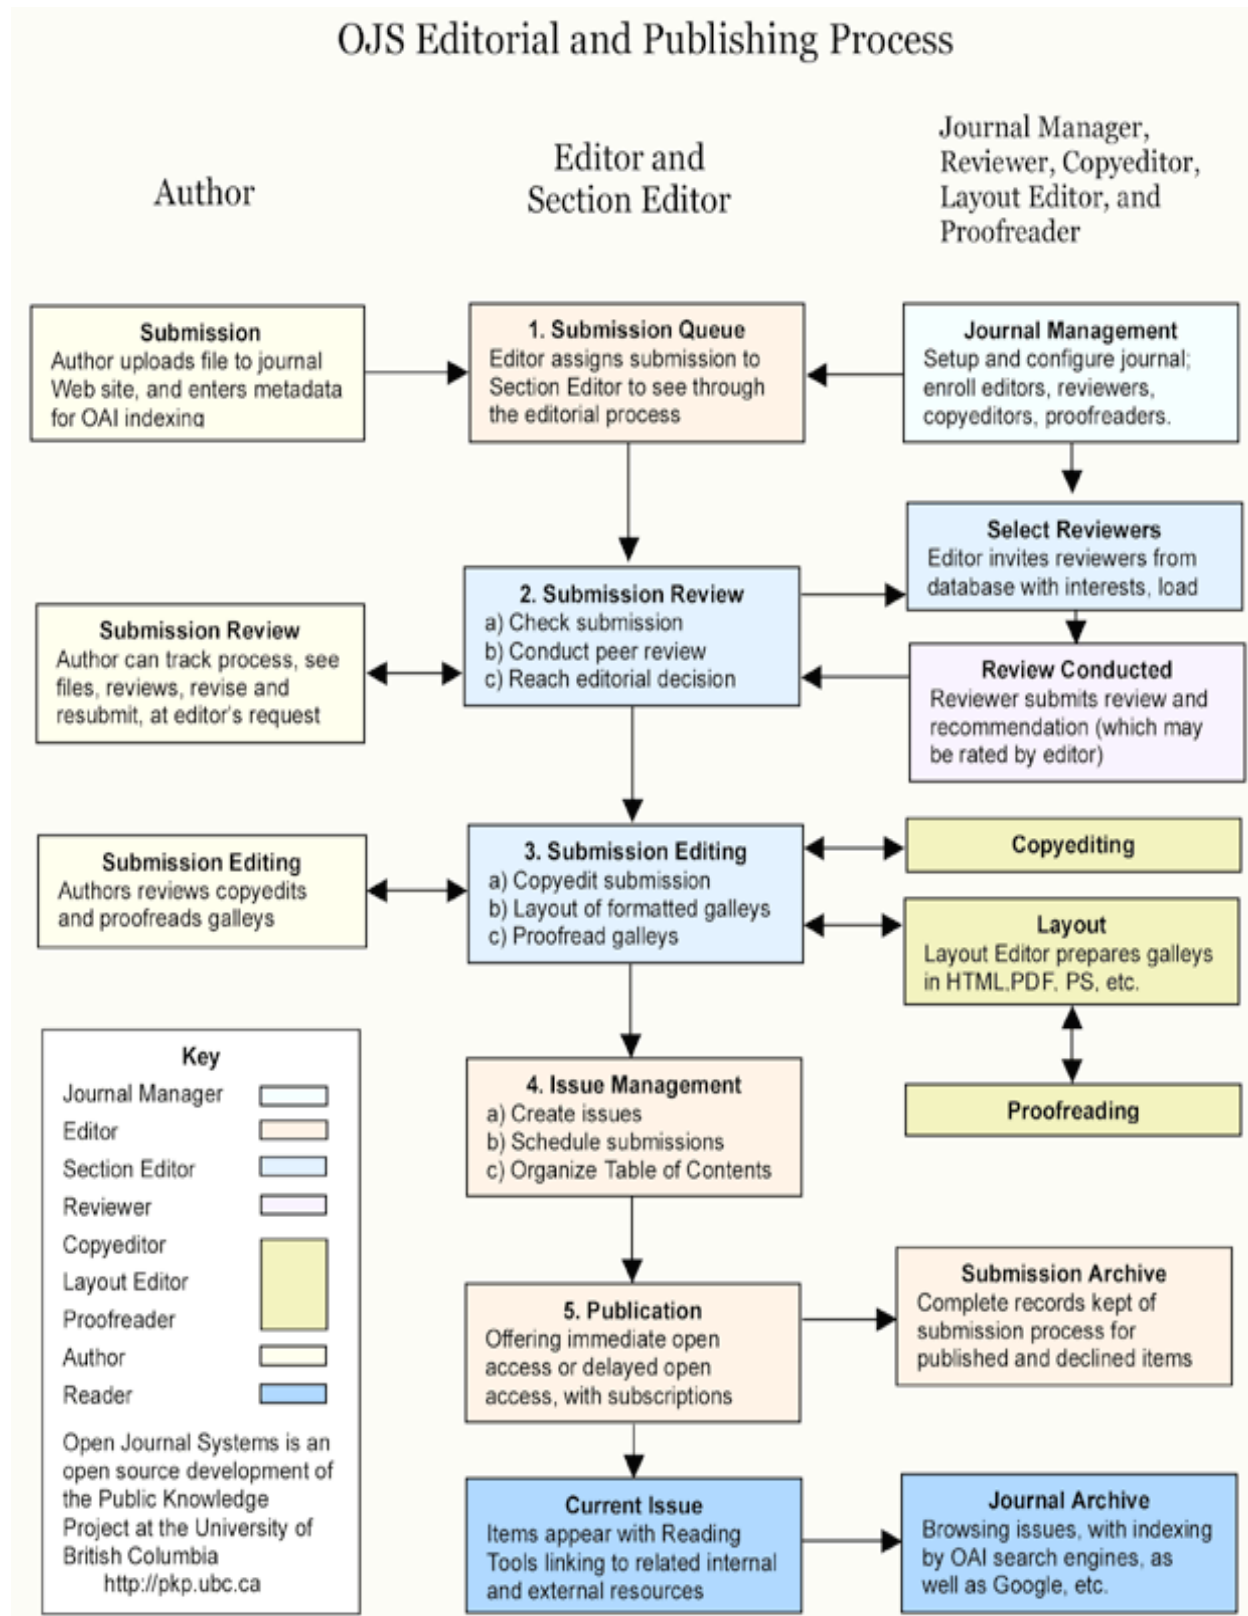 OJS Editorial and Publishing Process
Author
Editor and
Section Editor
Journal Manager,
Reviewer, Copyeditor,
Layout Editor, and
Proofreader
Submission
Author uploads file to journal
Web site, and enters metadata
for OAI indexing
1. Submission Queue
Editor assigns submission to
Section Editor to see through
the editorial process
Journal Management
Setup and configure journal;
enroll editors, reviewers,
copyeditors, proofreaders.
Select Reviewers
Editor invites reviewers from
database with interests, load
Submission Review
Author can track process, see
files, reviews, revise and
resubmit, at editor's request
2. Submission Review
a) Check submission
b) Conduct peer review
c) Reach editorial decision
Review Conducted
Reviewer submits review and
recommendation (which may
be rated by editor)
Submission Editing
Authors reviews copyedits
and proofreads galleys
3. Submission Editing
a) Copyedit submission
b) Layout of formatted galleys
c) Proofread galleys
Copyediting
Layout
Layout Editor prepares galleys
in HTML,PDF, PS, etc.
Proofreading
Key
Journal Manager
Editor
Section Editor
Reviewer
Copyeditor
Layout Editor
Proofreader
Author
Reader
Open Journal Systems is an
open source development of
the Public Knowledge
Project at the University of
British Columbia
http://pkp.ubc.ca
4. Issue Management
a) Create issues
b) Schedule submissions
c) Organize Table of Contents
5. Publication
Offering immediate open
access or delayed open
access, with subscriptions
Submission Archive
Complete records kept of
submission process for
published and declined items
Current Issue
Items appear with Reading
Tools linking to related internal
and external resources
Journal Archive
Browsing issues, with indexing
by OAI search engines, as
well as Google, etc.